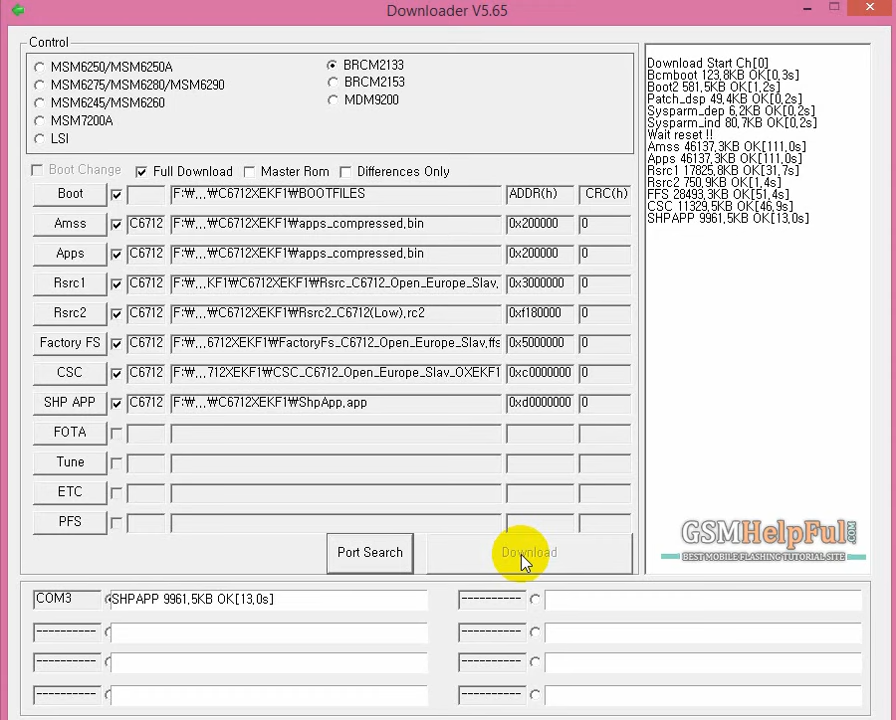 Downloader V5.65
Control
MSM6250/MSM6250A
MSM6275/MSM6280/MSM6290
MSM6245/MSM6260
MSM7200A
LSI
BRCM2133
BRCM2153
MDM9200
Boot Change
Full Download
Master Rom
Differences Only
Boot F:₩,,,₩C6712XEKF1₩BOOTFILES ADDR(h) CRC(h)
Amss C6712 F:₩,,,₩C6712XEKF1₩apps_compressed,bin 0x200000 0
Apps C6712 F:₩,,,₩C6712XEKF1₩apps_compressed,bin 0x200000 0
Rsrc1 C6712 F:₩,,,KF1₩Rsrc_C6712_Open_Europe_Slav, 0x3000000 0
Rsrc2 C6712 F:₩,,,₩C6712XEKF1₩Rsrc2_C6712(Low),rc2 0xf180000 0
Factory FS C6712 F:₩,,,6712XEKF1₩FactoryFs_C6712_Open_Europe_Slav,ffs 0x5000000 0
CSC C6712 F:₩,,,712XEKF1₩CSC_C6712_Open_Europe_Slav_OXEKF1 0xc0000000 0
SHP APP C6712 F:₩,,,₩C6712XEKF1₩ShpApp,app 0xd0000000 0
FOTA
Tune
ETC
PFS
Port Search
Download
Download Start Ch[0]
Bcmboot 123,8KB OK[0,3s]
Boot2 581,5KB OK[1,2s]
Patch_dsp 49,4KB OK[0,2s]
Sysparm_dep 6,2KB OK[0,2s]
Sysparm_ind 80,7KB OK[0,2s]
Wait reset !!
Amss 46137,3KB OK[111,0s]
Apps 46137,3KB OK[111,0s]
Rsrc1 17825,8KB OK[31,7s]
Rsrc2 750,9KB OK[1,4s]
FFS 28493,3KB OK[51,4s]
CSC 11329,5KB OK[46,9s]
SHPAPP 9961,5KB OK[13,0s]
GSMHelpFul.COM
BEST MOBILE FLASHING TUTORIAL SITE
COM3 SHPAPP 9961,5KB OK[13,0s] ----------
---------- ----------
---------- ----------
---------- ----------